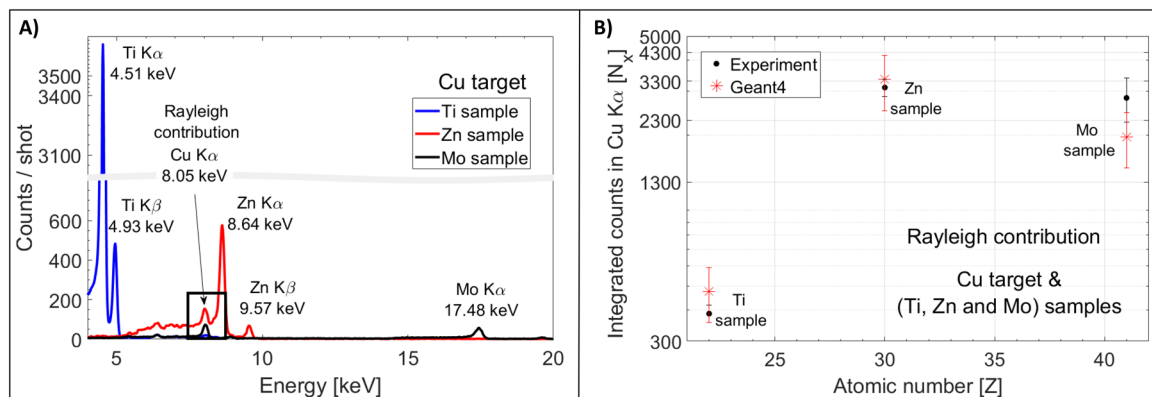 A)
Ti Kα
4.51 keV
Cu target
Ti sample
Zn sample
Mo sample
Rayleigh
contribution
Cu Kα
8.05 keV
Ti Kβ
4.93 keV
Zn Kα
8.64 keV
Zn Kβ
9.57 keV
Mo Kα
17.48 keV
3500
3400
3100
600
400
200
0
5
10
15
20
Counts / shot
Energy [keV]
B)
5000
4300
3300
2300
1300
300
Experiment
Geant4
Zn
sample
Mo
sample
Ti
sample
Rayleigh contribution
Cu target &
(Ti, Zn and Mo) samples
25
30
35
40
Integrated counts in Cu Kα [Nx]
Atomic number [Z]